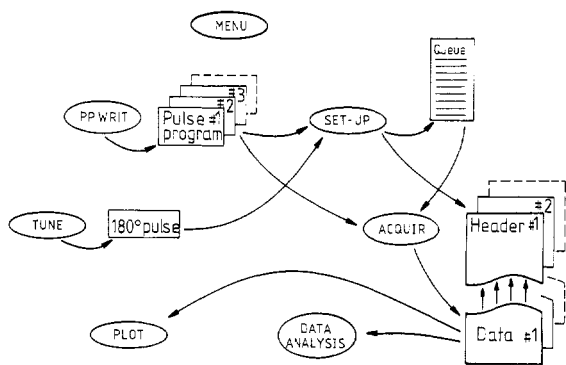 MENU
Queue
#3
#2
PPWRIT
Pulse #1
program
SET-UP
#2
TUNE
180° pulse
ACQUIR
Header #1
PLOT
DATA
ANALYSIS
Data #1